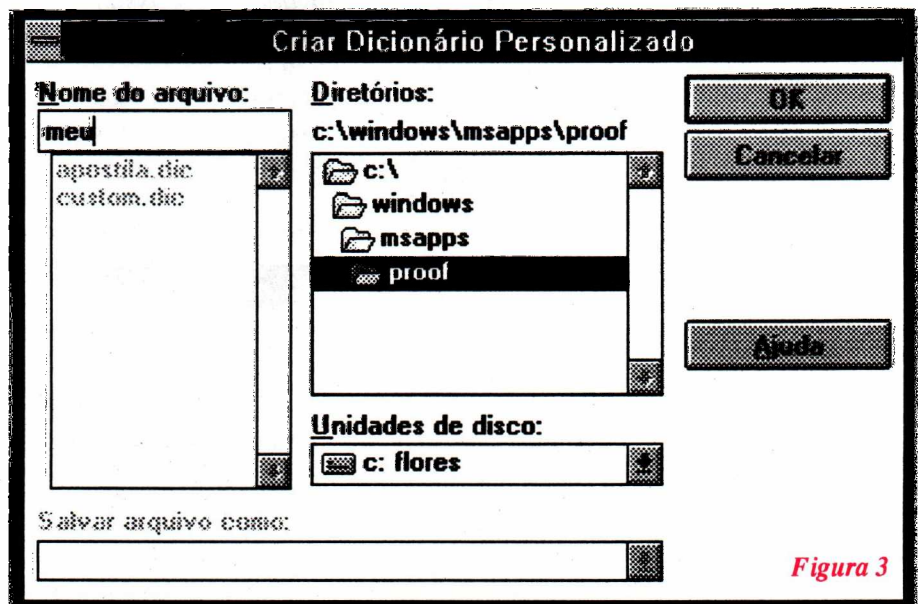 Criar Dicionário Personalizado
Nome do arquivo:
meu
apostila.dic
custom.dic
Diretórios:
c:\windows\msapps\proof
c:\
windows
msapps
proof
Unidades de disco:
c: flores
OK
Cancelar
Ajuda
Salvar arquivo como:
Figura 3